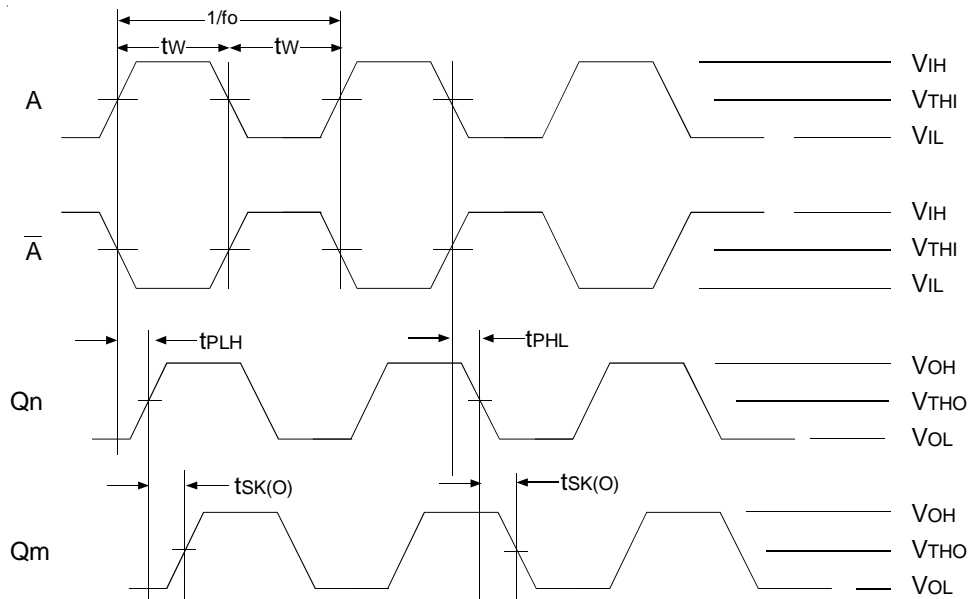 1/fo
tW tW
A
VIH
VTHI
VIL
A̅
VIH
VTHI
VIL
tPLH
tPHL
Qn
VOH
VTHO
VOL
tSK(O)
tSK(O)
Qm
VOH
VTHO
VOL